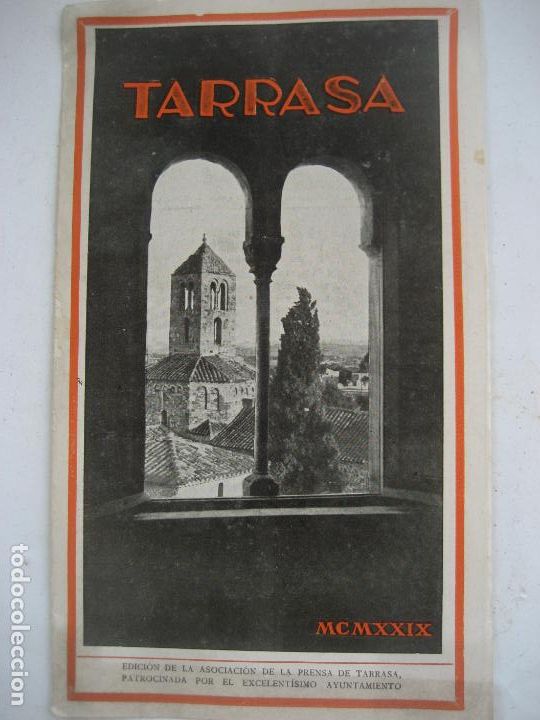 TARRASA
MCMXXIX
EDICIÓN DE LA ASOCIACIÓN DE LA PRENSA DE TARRASA,
PATROCINADA POR EL EXCELENTÍSIMO AYUNTAMIENTO
todocoleccion